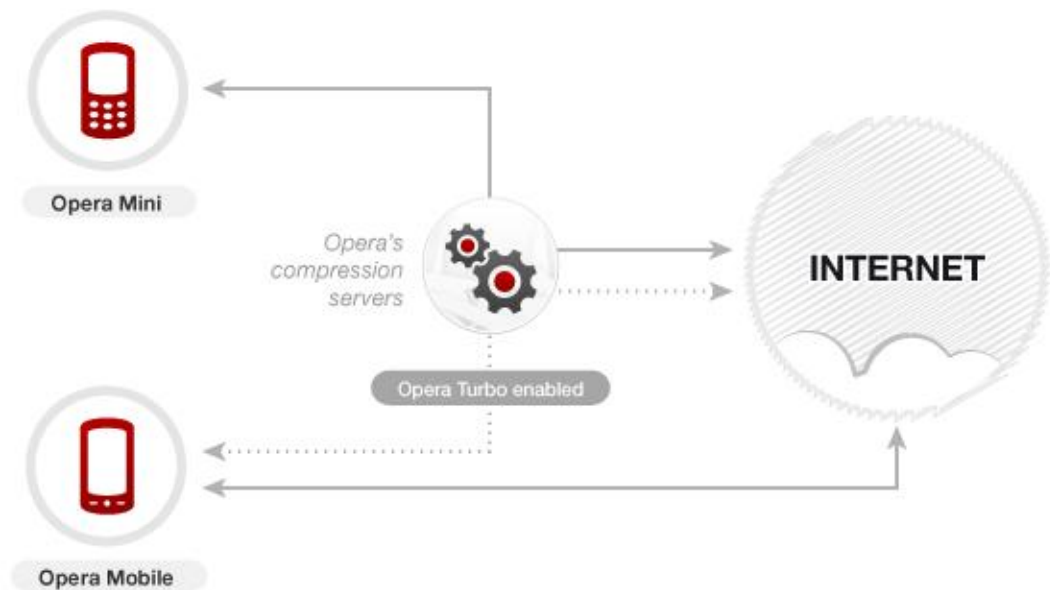 Opera Mini
Opera's
compression
servers
INTERNET
Opera Turbo enabled
Opera Mobile